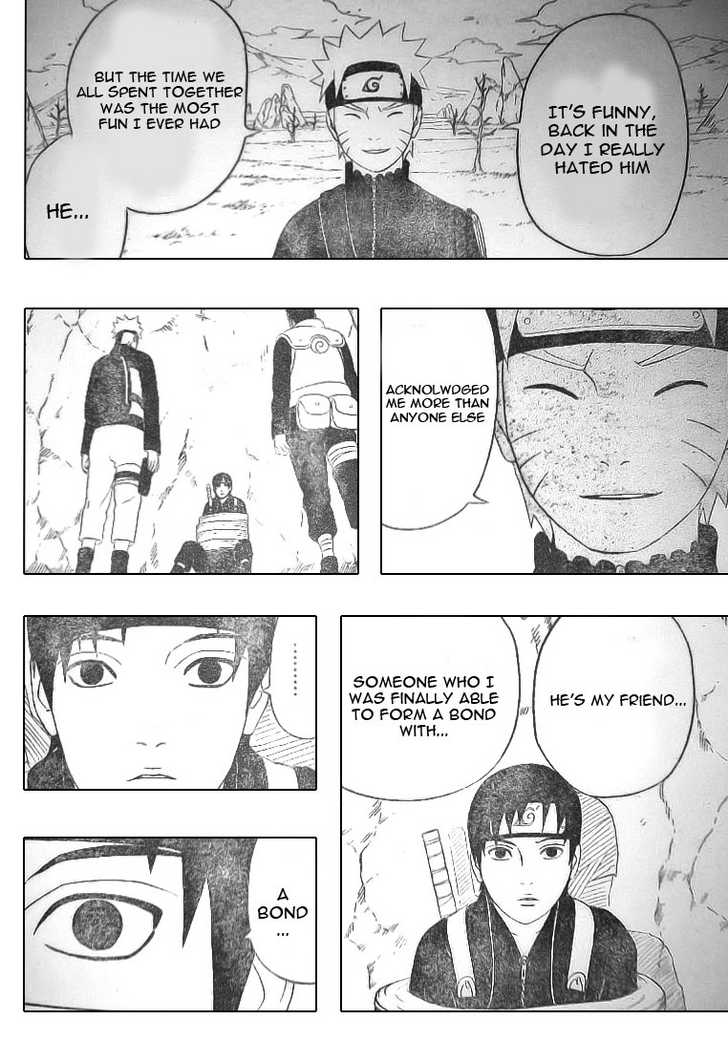 IT'S FUNNY,
BACK IN THE
DAY I REALLY
HATED HIM
BUT THE TIME WE
ALL SPENT TOGETHER
WAS THE MOST
FUN I EVER HAD
HE...
ACKNOLWDGED
ME MORE THAN
ANYONE ELSE
HE'S MY FRIEND...
SOMEONE WHO I
WAS FINALLY ABLE
TO FORM A BOND
WITH...
.........
A
BOND
...